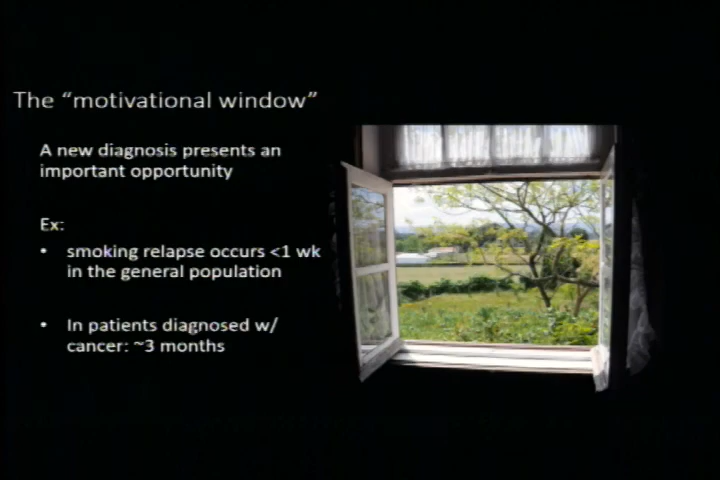 The “motivational window”
A new diagnosis presents an
important opportunity
Ex:
• smoking relapse occurs <1 wk
in the general population
• In patients diagnosed w/
cancer: ~3 months